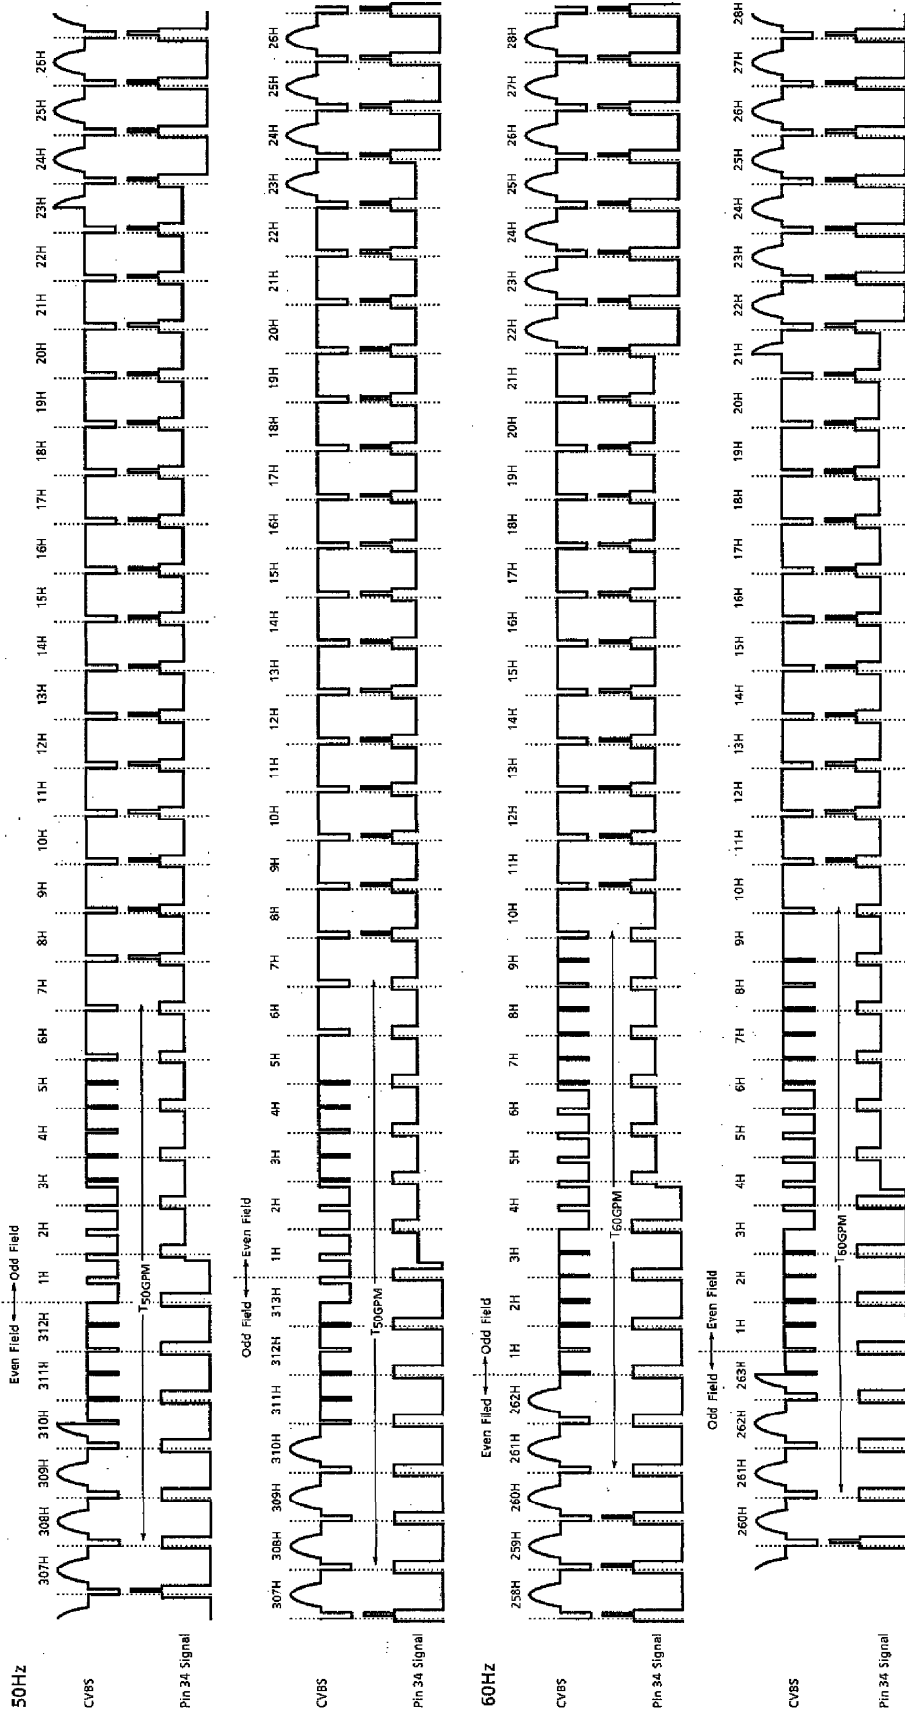 50Hz
Even Field Odd Field
307H 308H 309H 310H 311H 312H 1H 2H 3H 4H 5H 6H 7H 8H 9H 10H 11H 12H 13H 14H 15H 16H 17H 18H 19H 20H 21H 22H 23H 24H 25H 26H
CVBS
T50GPM
Pin 34 Signal
Odd Field Even Field
307H 308H 309H 310H 311H 312H 313H 1H 2H 3H 4H 5H 6H 7H 8H 9H 10H 11H 12H 13H 14H 15H 16H 17H 18H 19H 20H 21H 22H 23H 24H 25H 26H
CVBS
T50GPM
Pin 34 Signal
60Hz
Even Filed Odd Field
258H 259H 260H 261H 262H 1H 2H 3H 4H 5H 6H 7H 8H 9H 10H 11H 12H 13H 14H 15H 16H 17H 18H 19H 20H 21H 22H 23H 24H 25H 26H 27H 28H
CVBS
T60GPM
Pin 34 Signal
Odd Field Even Field
260H 261H 262H 263H 1H 2H 3H 4H 5H 6H 7H 8H 9H 10H 11H 12H 13H 14H 15H 16H 17H 18H 19H 20H 21H 22H 23H 24H 25H 26H 27H 28H
CVBS
T60GPM
Pin 34 Signal